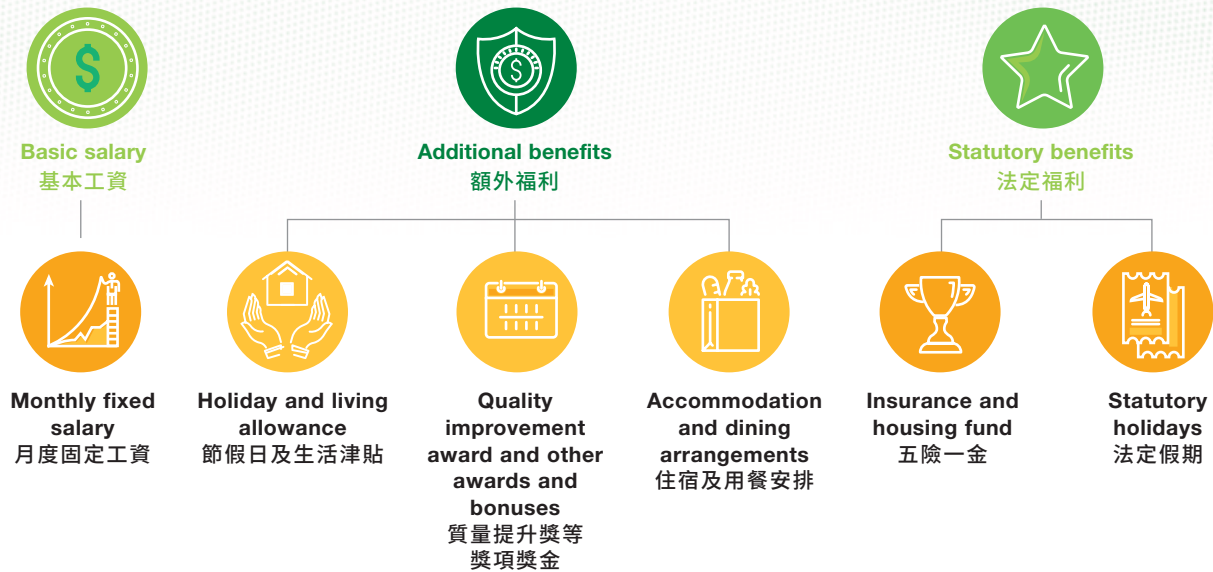 $
Basic salary
基本工資
$
Additional benefits
額外福利
Statutory benefits
法定福利
Monthly fixed
salary
月度固定工資
Holiday and living
allowance
節假日及生活津貼
Quality
improvement
award and other
awards and
bonuses
質量提升獎等
獎項獎金
Accommodation
and dining
arrangements
住宿及用餐安排
Insurance and
housing fund
五險一金
Statutory
holidays
法定假期